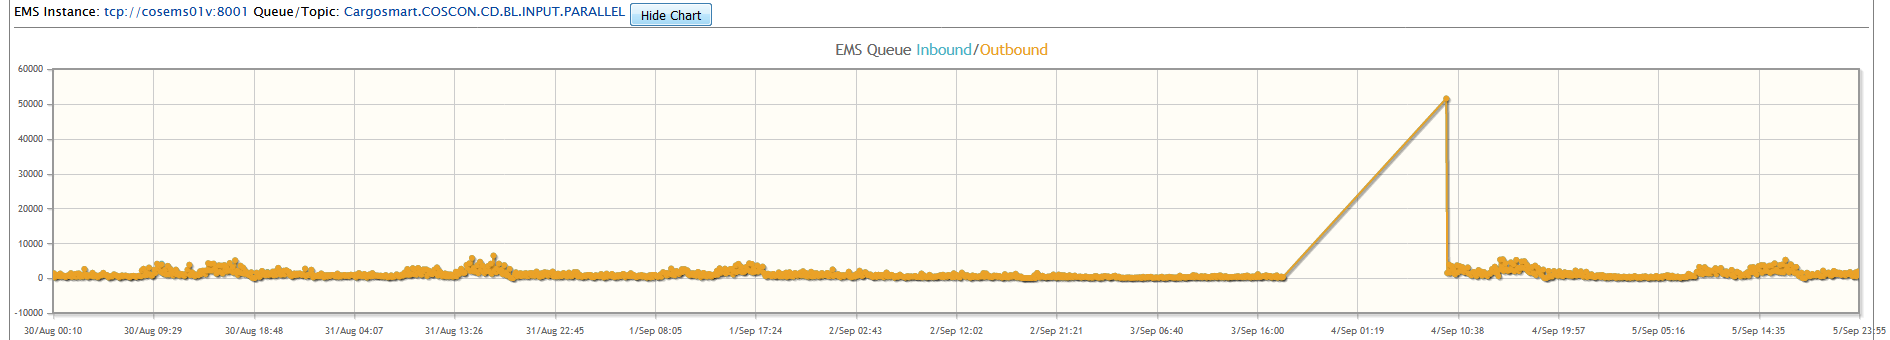 EMS Instance: tcp://cosems01v:8001 Queue/Topic: Cargosmart.COSCON.CD.BL.INPUT.PARALLEL Hide Chart
EMS Queue Inbound/Outbound
60000
50000
40000
30000
20000
10000
0
-10000
30/Aug 00:10 30/Aug 09:29 30/Aug 18:48 31/Aug 04:07 31/Aug 13:26 31/Aug 22:45 1/Sep 08:05 1/Sep 17:24 2/Sep 02:43 2/Sep 12:02 2/Sep 21:21 3/Sep 06:40 3/Sep 16:00 4/Sep 01:19 4/Sep 10:38 4/Sep 19:57 5/Sep 05:16 5/Sep 14:35 5/Sep 23:55